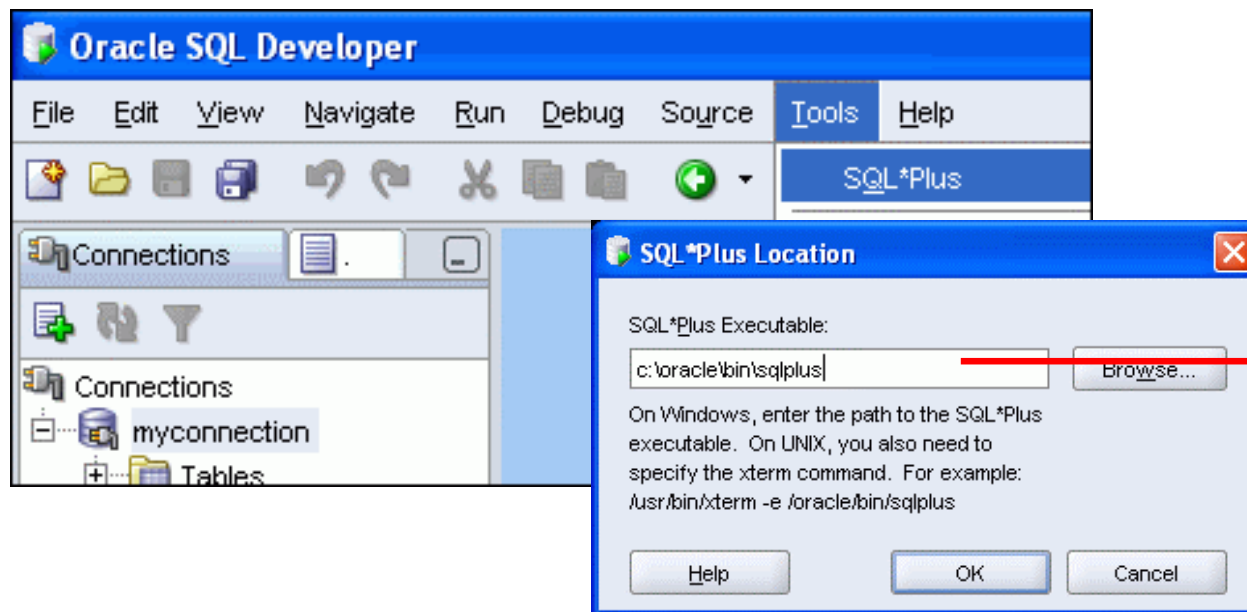 Oracle SQL Developer
File Edit View Navigate Run Debug Source Tools Help
SQL*Plus
Connections .
Connections
myconnection
Tables
SQL*Plus Location
SQL*Plus Executable:
c:\oracle\bin\sqlplus Browse...
On Windows, enter the path to the SQL*Plus
executable. On UNIX, you also need to
specify the xterm command. For example:
/usr/bin/xterm -e /oracle/bin/sqlplus
Help OK Cancel